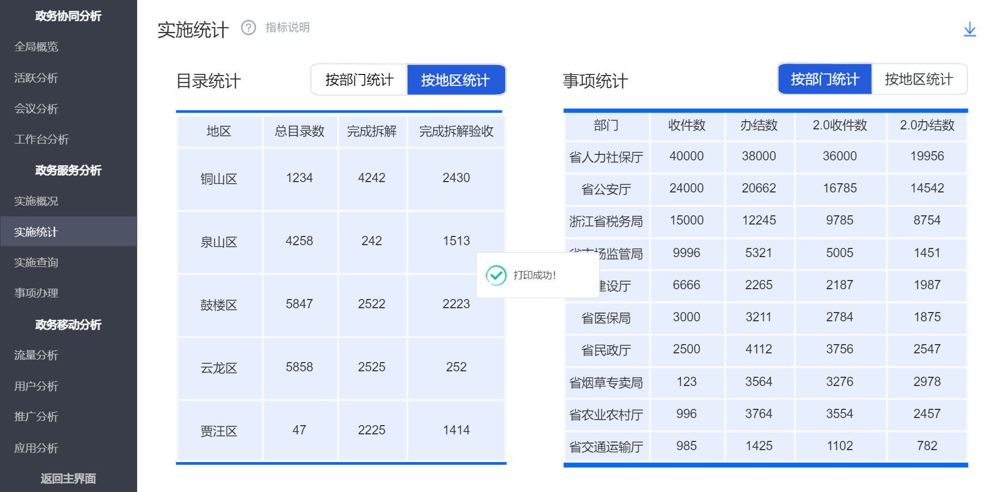 政务协同分析
全局概览
活跃分析
会议分析
工作台分析
政务服务分析
实施概况
实施统计
实施查询
事项办理
政务移动分析
流量分析
用户分析
推广分析
应用分析
返回主界面
实施统计 ? 指标说明
目录统计 按部门统计 按地区统计
地区 总目录数 完成拆解 完成拆解验收
铜山区 1234 4242 2430
泉山区 4258 242 1513
鼓楼区 5847 2522 2223
云龙区 5858 2525 252
贾汪区 47 2225 1414
打印成功!
事项统计 按部门统计 按地区统计
部门 收件数 办结数 2.0收件数 2.0办结数
省人力社保厅 40000 38000 36000 19956
省公安厅 24000 20662 16785 14542
浙江省税务局 15000 12245 9785 8754
省市场监管局 9996 5321 5005 1451
建设厅 6666 2265 2187 1987
省医保局 3000 3211 2784 1875
省民政厅 2500 4112 3756 2547
省烟草专卖局 123 3564 3276 2978
省农业农村厅 996 3764 3554 2457
省交通运输厅 985 1425 1102 782